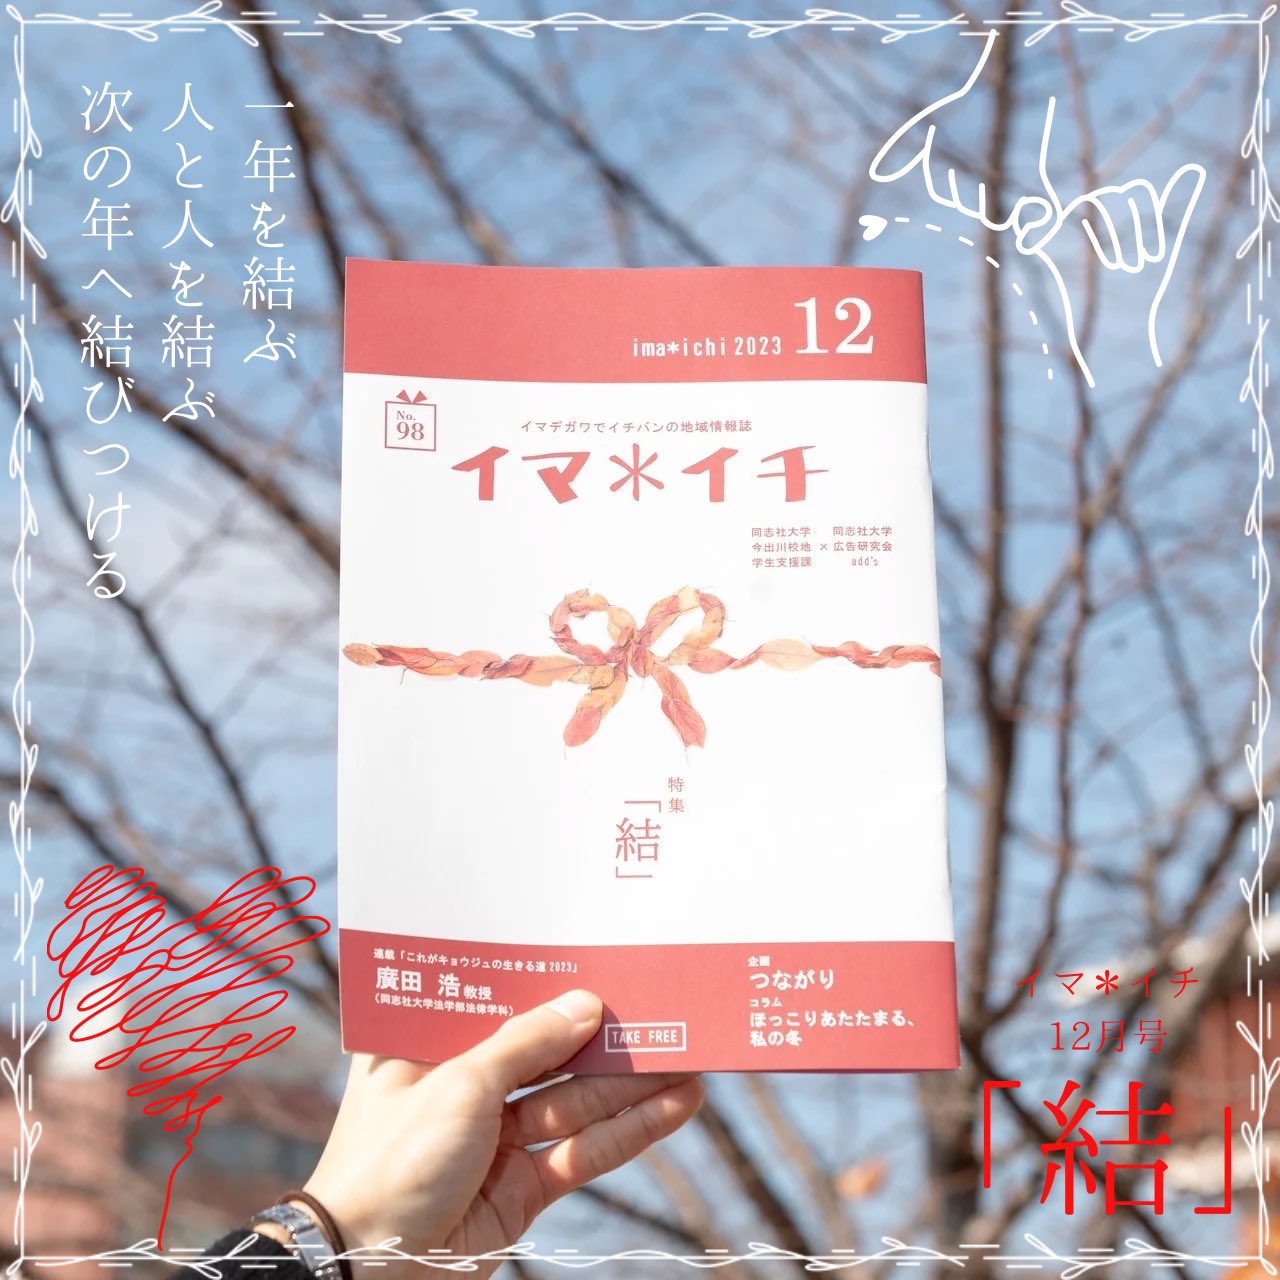 一年を結ぶ
人と人を結ぶ
次の年へ結びつける
ima*ichi 2023 12
No.
98
イマデガワでイチバンの地域情報誌
イマ*イチ
同志社大学
今出川校地
学生支援課
×
同志社大学
広告研究会
add's
特集
「結」
連載「これがキョウジュの生きる道2023」
廣田 浩教授
(同志社大学法学部法律学科)
TAKE FREE
企画
つながり
コラム
ほっこりあたたまる、
私の冬
イマ*イチ
12月号
「結」